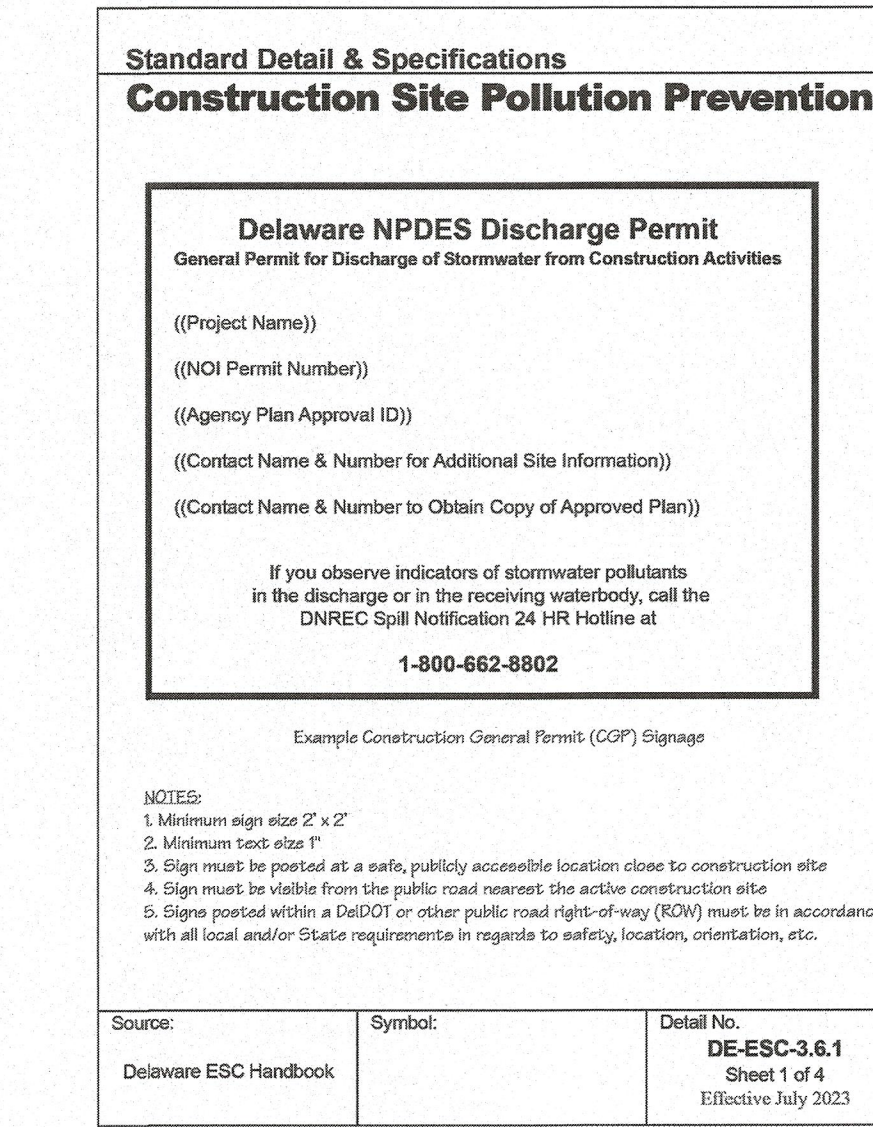 Standard Detail & Specifications
Construction Site Pollution Prevention
Delaware NPDES Discharge Permit
General Permit for Discharge of Stormwater from Construction Activities
((Project Name))
((NOI Permit Number))
((Agency Plan Approval ID))
((Contact Name & Number for Additional Site Information))
((Contact Name & Number to Obtain Copy of Approved Plan))
If you observe indicators of stormwater pollutants
in the discharge or in the receiving waterbody, call the
DNREC Spill Notification 24 HR Hotline at
1-800-662-8802
Example Construction General Permit (CGP) Signage
NOTES:
1. Minimum sign size 2' x 2'
2. Minimum text size 1"
3. Sign must be posted at a safe, publicly accessible location close to construction site
4. Sign must be visible from the public road nearest the active construction site
5. Signs posted within a DelDOT or other public road right-of-way (ROW) must be in accordanc
with all local and/or State requirements in regards to safety, location, orientation, etc.
Source:
Delaware ESC Handbook
Symbol:
Detail No.
DE-ESC-3.6.1
Sheet 1 of 4
Effective July 2023